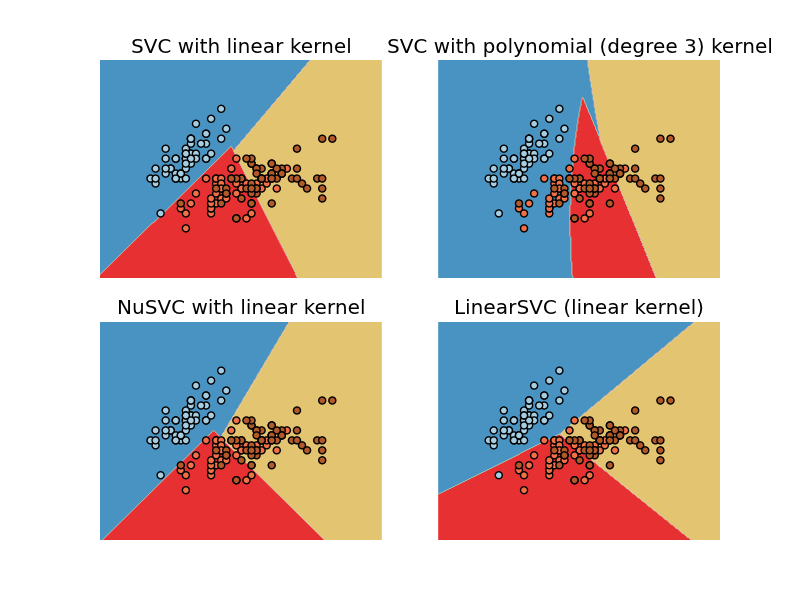 SVC with linear kernel
SVC with polynomial (degree 3) kernel
NuSVC with linear kernel
LinearSVC (linear kernel)